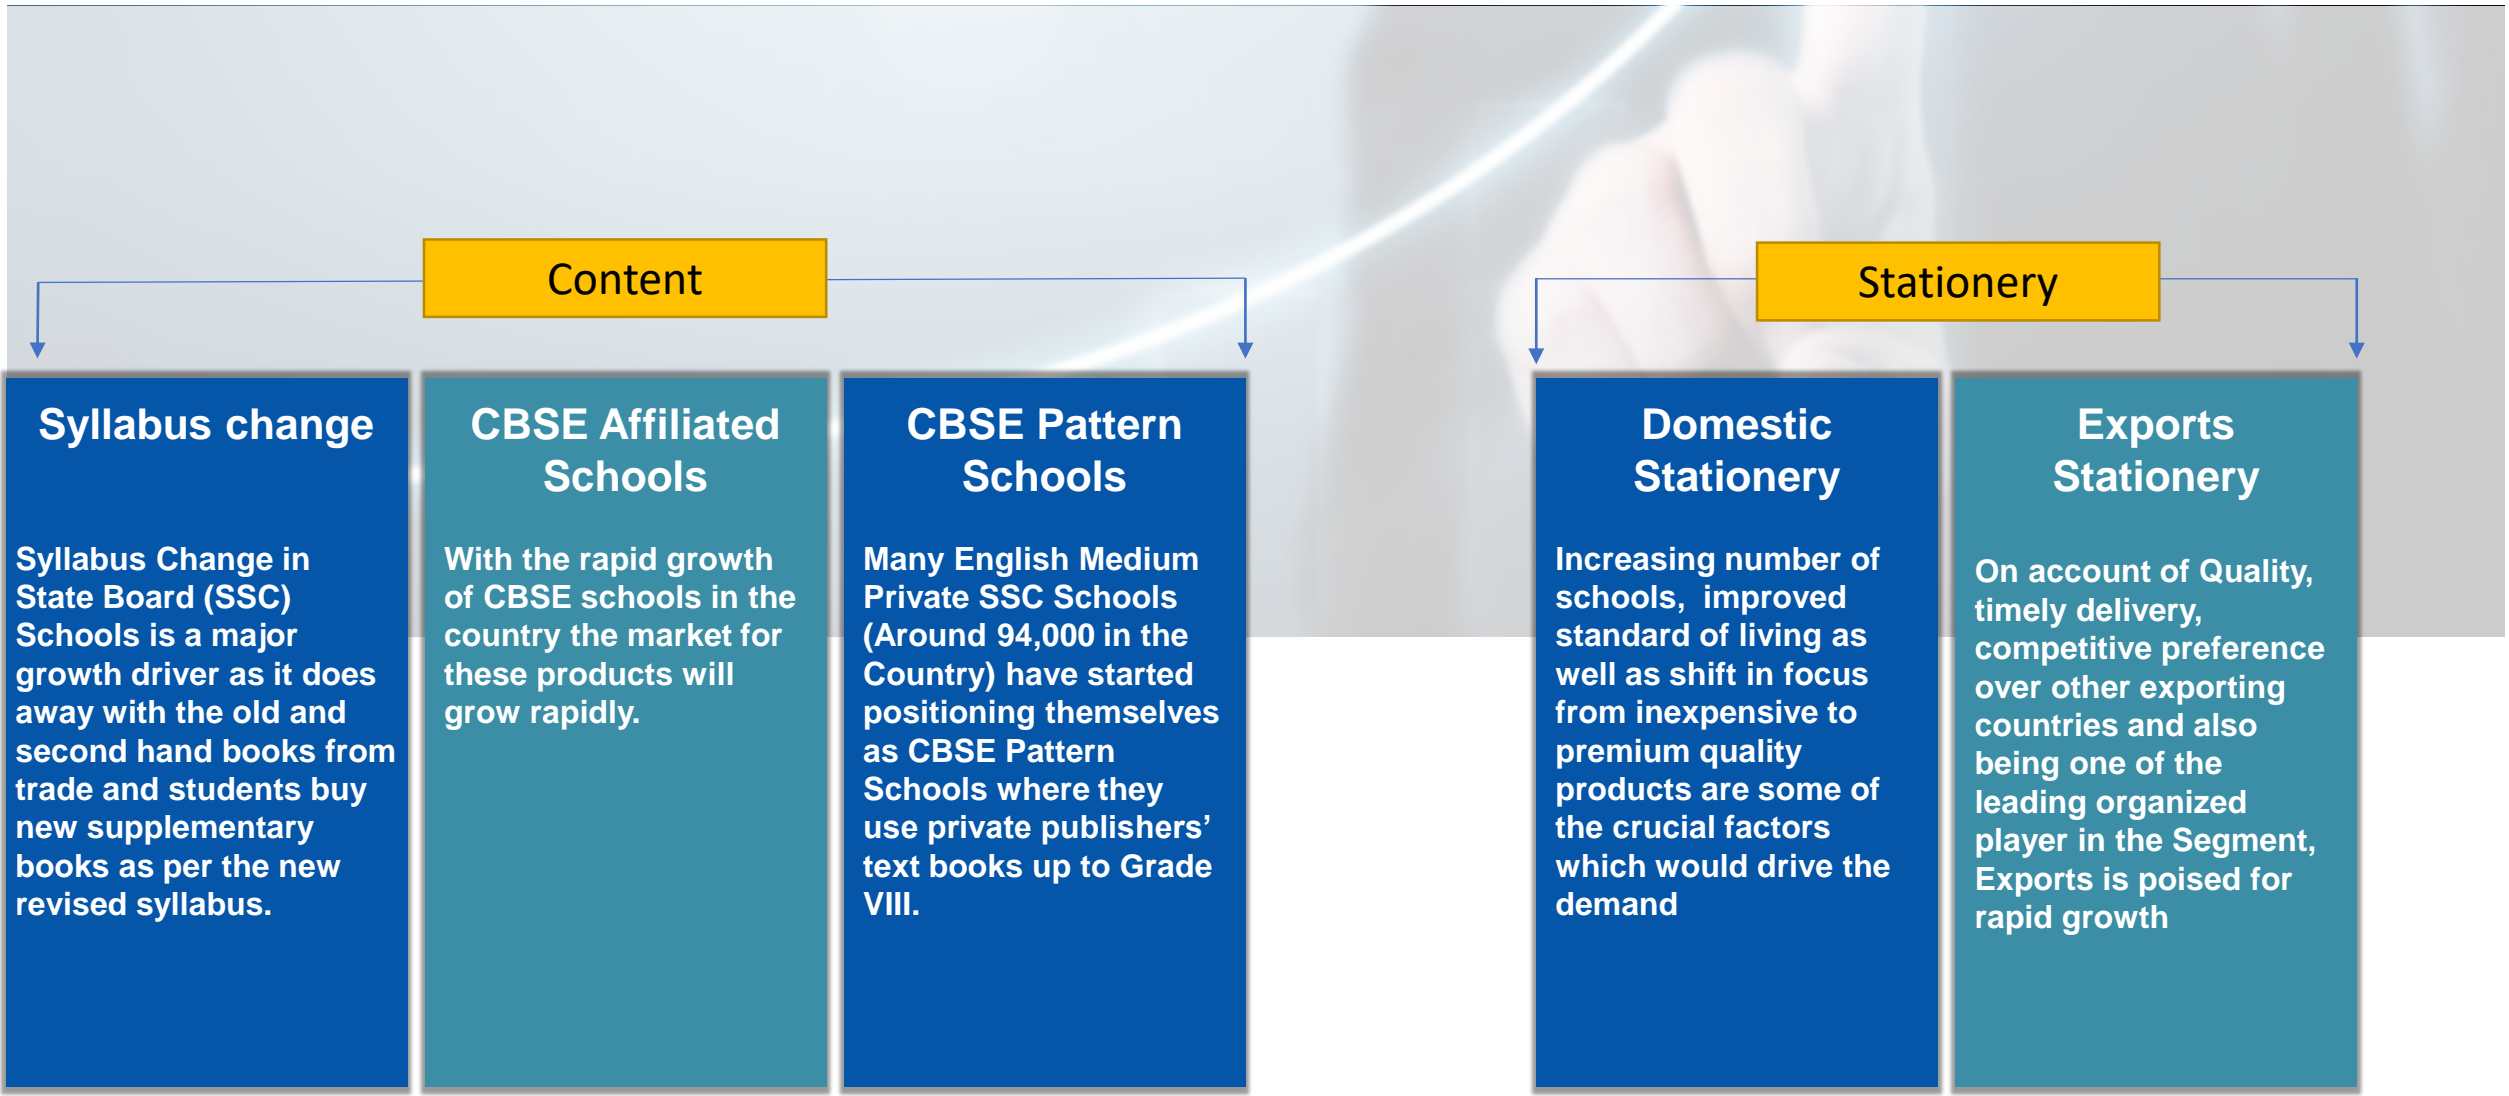 Content
Syllabus change
Syllabus Change in
State Board (SSC)
Schools is a major
growth driver as it does
away with the old and
second hand books from
trade and students buy
new supplementary
books as per the new
revised syllabus.
CBSE Affiliated
Schools
With the rapid growth
of CBSE schools in the
country the market for
these products will
grow rapidly.
CBSE Pattern
Schools
Many English Medium
Private SSC Schools
(Around 94,000 in the
Country) have started
positioning themselves
as CBSE Pattern
Schools where they
use private publishers’
text books up to Grade
VIII.
Stationery
Domestic
Stationery
Increasing number of
schools,  improved
standard of living as
well as shift in focus
from inexpensive to
premium quality
products are some of
the crucial factors
which would drive the
demand
Exports
Stationery
On account of Quality,
timely delivery,
competitive preference
over other exporting
countries and also
being one of the
leading organized
player in the Segment,
Exports is poised for
rapid growth